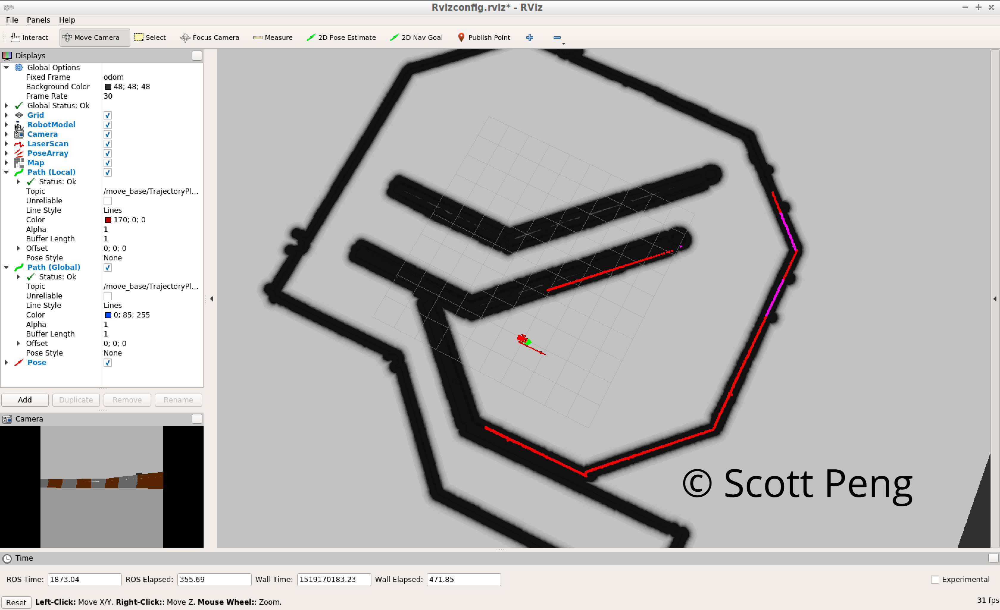 Rvizconfig.rviz* - RViz
File Panels Help
Interact Move Camera Select Focus Camera Measure 2D Pose Estimate 2D Nav Goal Publish Point
Displays
Global Options
Fixed Frame odom
Background Color 48; 48; 48
Frame Rate 30
Global Status: Ok
Grid
RobotModel
Camera
LaserScan
PoseArray
Map
Path (Local)
Status: Ok
Topic /move_base/TrajectoryPl...
Unreliable
Line Style Lines
Color 170; 0; 0
Alpha 1
Buffer Length 1
Offset 0; 0; 0
Pose Style None
Path (Global)
Status: Ok
Topic /move_base/TrajectoryPl...
Unreliable
Line Style Lines
Color 0; 85; 255
Alpha 1
Buffer Length 1
Offset 0; 0; 0
Pose Style None
Pose
Add Duplicate Remove Rename
Camera
© Scott Peng
Time
ROS Time: 1873.04 ROS Elapsed: 355.69 Wall Time: 1519170183.23 Wall Elapsed: 471.85 Experimental
Reset Left-Click: Move X/Y. Right-Click:: Move Z. Mouse Wheel:: Zoom. 31 fps